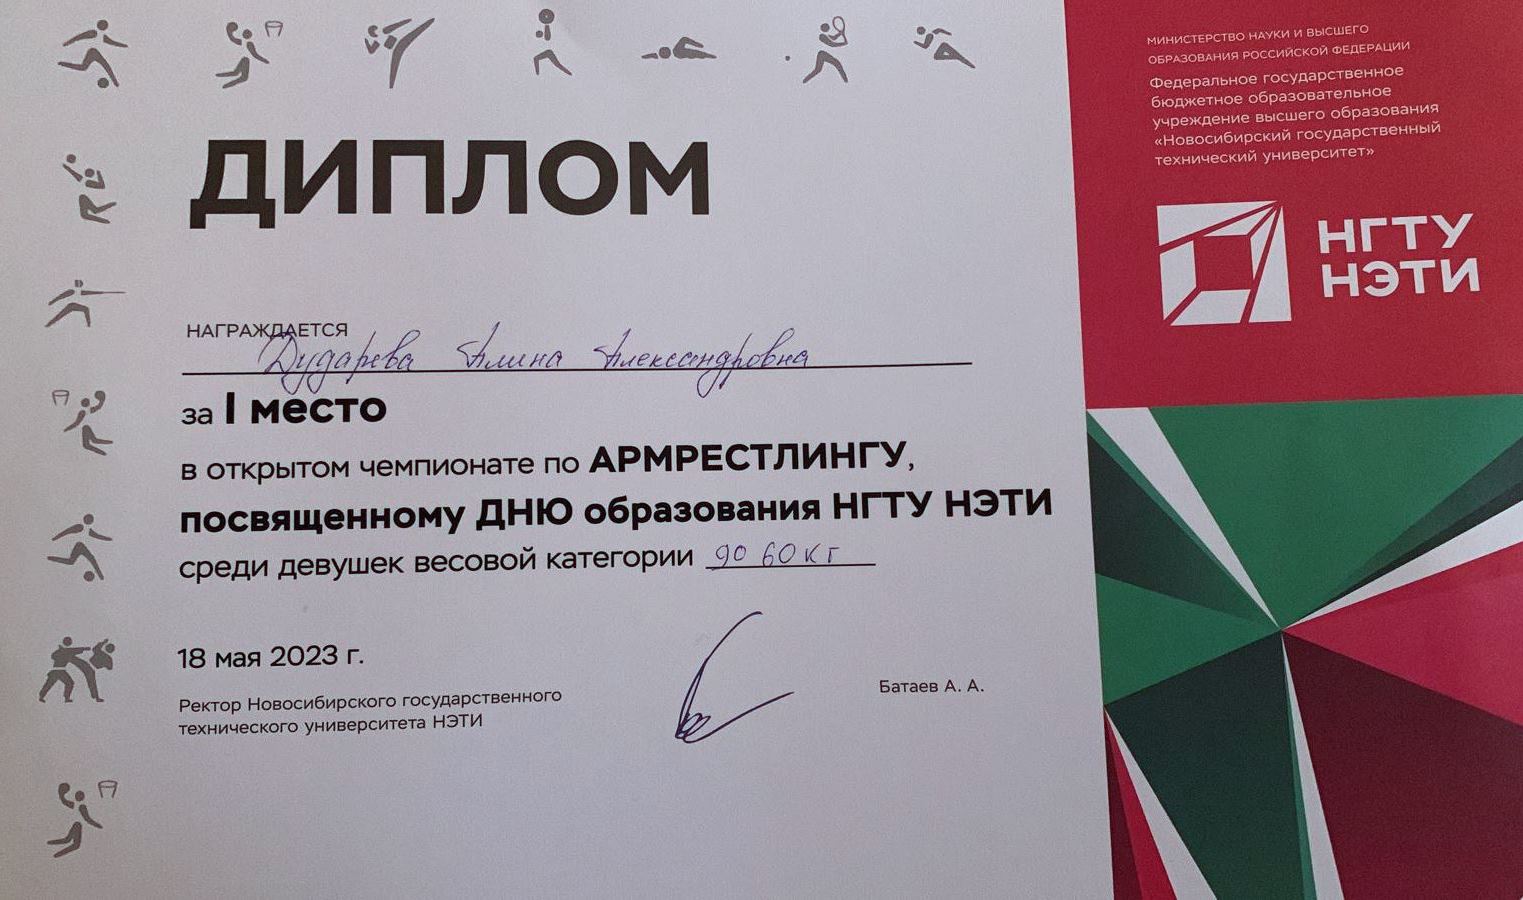 ДИПЛОМ
НАГРАЖДАЕТСЯ
Дударева Алина Александровна
за I место
в открытом чемпионате по АРМРЕСТЛИНГУ,
посвященному ДНЮ образования НГТУ НЭТИ
среди девушек весовой категории до 60 кг
18 мая 2023 г.
Ректор Новосибирского государственного
технического университета НЭТИ
Батаев А. А.
МИНИСТЕРСТВО НАУКИ И ВЫСШЕГО
ОБРАЗОВАНИЯ РОССИЙСКОЙ ФЕДЕРАЦИИ
Федеральное государственное
бюджетное образовательное
учреждение высшего образования
«Новосибирский государственный
технический университет»
НГТУ
НЭТИ